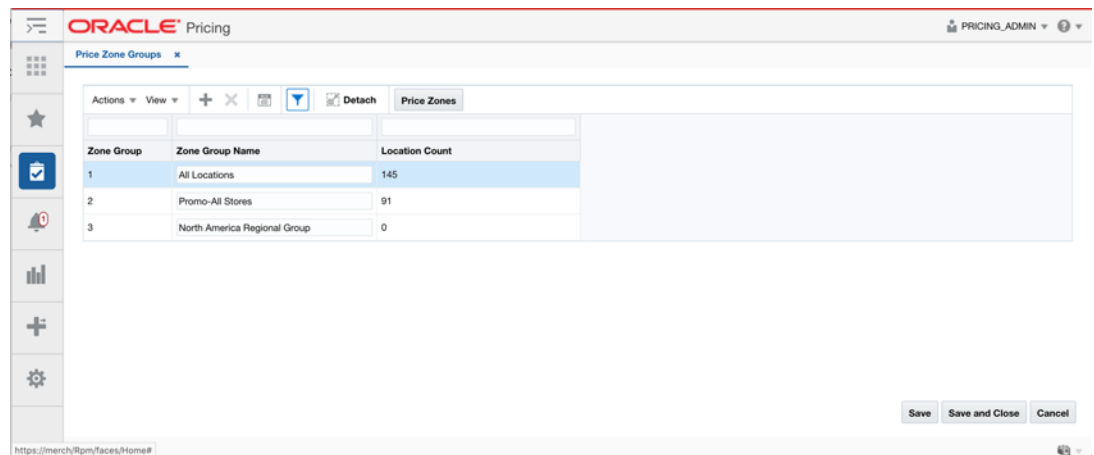 ORACLE Pricing
PRICING_ADMIN
Price Zone Groups
Actions View Detach Price Zones
Zone Group Zone Group Name Location Count
1 All Locations 145
2 Promo-All Stores 91
3 North America Regional Group 0
1
Save Save and Close Cancel
https://merch/Rpm/faces/Home#